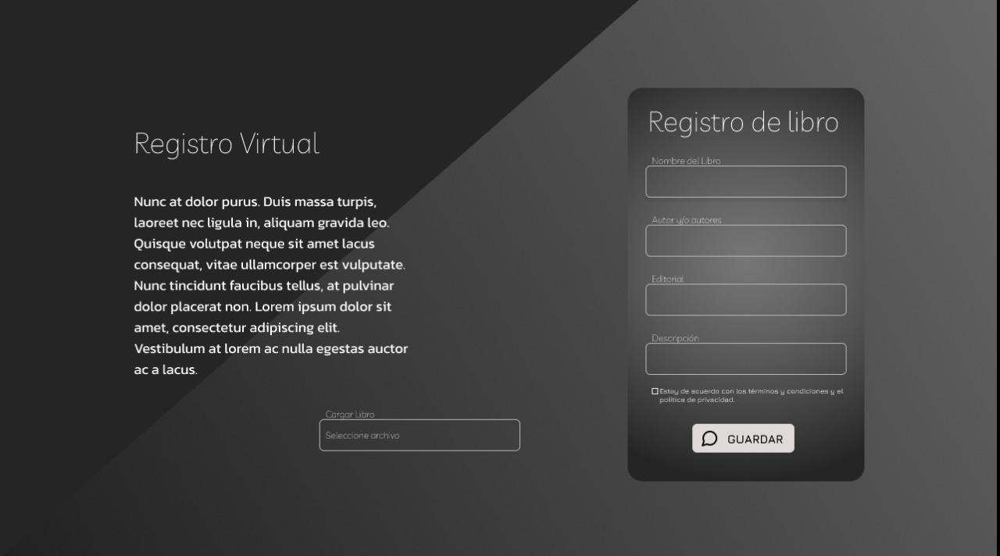 Registro Virtual
Nunc at dolor purus. Duis massa turpis,
laoreet nec ligula in, aliquam gravida leo.
Quisque volutpat neque sit amet lacus
consequat, vitae ullamcorper est vulputate.
Nunc tincidunt faucibus tellus, at pulvinar
dolor placerat non. Lorem ipsum dolor sit
amet, consectetur adipiscing elit.
Vestibulum at lorem ac nulla egestas auctor
ac a lacus.
Cargar Libro
Seleccione archivo
Registro de libro
Nombre del Libro
Autor y/o autores
Editorial
Descripción
Estoy de acuerdo con los términos y condiciones y el
política de privacidad.
GUARDAR